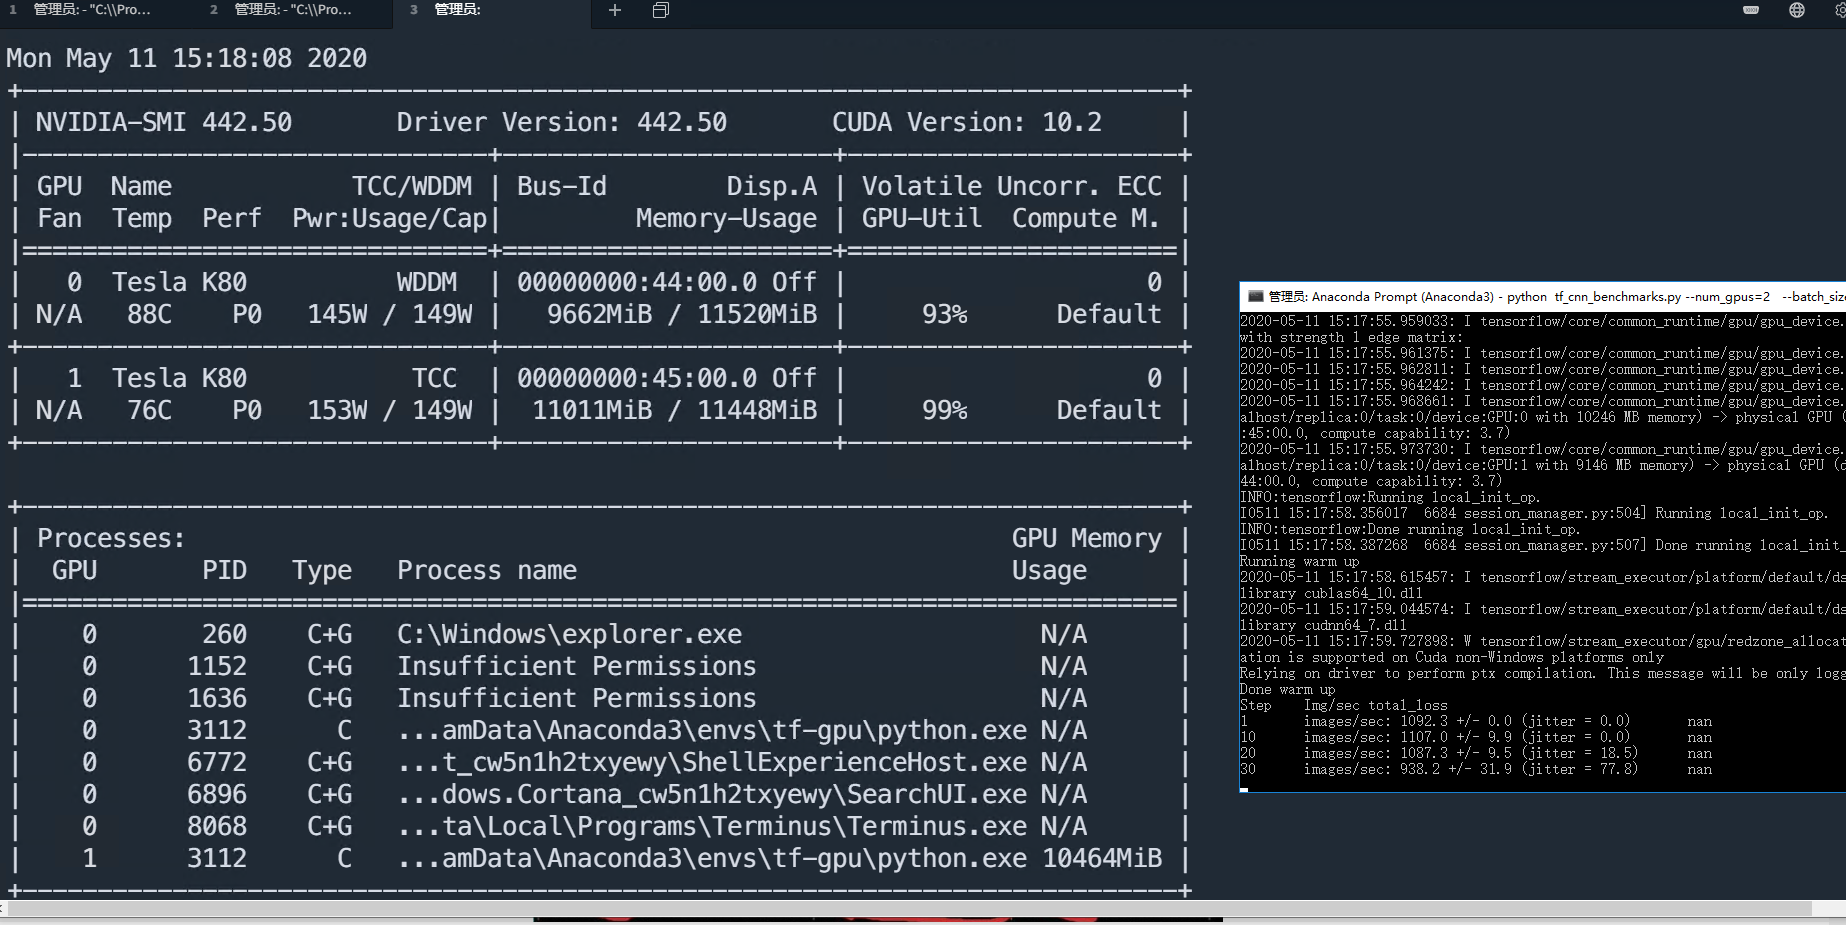 1 管理员: - "C:\\Pro... 2 管理员: - "C:\\Pro... 3 管理员:
Mon May 11 15:18:08 2020
+-----------------------------------------------------------------------------+
| NVIDIA-SMI 442.50       Driver Version: 442.50       CUDA Version: 10.2     |
|-------------------------------+----------------------+----------------------+
| GPU  Name            TCC/WDDM | Bus-Id        Disp.A | Volatile Uncorr. ECC |
| Fan  Temp  Perf  Pwr:Usage/Cap|         Memory-Usage | GPU-Util  Compute M. |
|===============================+======================+======================|
|   0  Tesla K80          WDDM  | 00000000:44:00.0 Off |                    0 |
| N/A   88C    P0   145W / 149W |   9662MiB / 11520MiB |     93%      Default |
+-------------------------------+----------------------+----------------------+
|   1  Tesla K80           TCC  | 00000000:45:00.0 Off |                    0 |
| N/A   76C    P0   153W / 149W |  11011MiB / 11448MiB |     99%      Default |
+-------------------------------+----------------------+----------------------+
+-----------------------------------------------------------------------------+
| Processes:                                                       GPU Memory |
|  GPU       PID   Type   Process name                             Usage      |
|=============================================================================|
|    0       260    C+G   C:\Windows\explorer.exe                    N/A      |
|    0      1152    C+G   Insufficient Permissions                   N/A      |
|    0      1636    C+G   Insufficient Permissions                   N/A      |
|    0      3112      C   ...amData\Anaconda3\envs\tf-gpu\python.exe N/A      |
|    0      6772    C+G   ...t_cw5n1h2txyewy\ShellExperienceHost.exe N/A      |
|    0      6896    C+G   ...dows.Cortana_cw5n1h2txyewy\SearchUI.exe N/A      |
|    0      8068    C+G   ...ta\Local\Programs\Terminus\Terminus.exe N/A      |
|    1      3112      C   ...amData\Anaconda3\envs\tf-gpu\python.exe 10464MiB |
+-----------------------------------------------------------------------------+
管理员: Anaconda Prompt (Anaconda3) - python  tf_cnn_benchmarks.py --num_gpus=2   --batch_size
2020-05-11 15:17:55.959033: I tensorflow/core/common_runtime/gpu/gpu_device.
with strength 1 edge matrix:
2020-05-11 15:17:55.961375: I tensorflow/core/common_runtime/gpu/gpu_device.
2020-05-11 15:17:55.962811: I tensorflow/core/common_runtime/gpu/gpu_device.
2020-05-11 15:17:55.964242: I tensorflow/core/common_runtime/gpu/gpu_device.
2020-05-11 15:17:55.968661: I tensorflow/core/common_runtime/gpu/gpu_device.
alhost/replica:0/task:0/device:GPU:0 with 10246 MB memory) -> physical GPU (
:45:00.0, compute capability: 3.7)
2020-05-11 15:17:55.973730: I tensorflow/core/common_runtime/gpu/gpu_device.
alhost/replica:0/task:0/device:GPU:1 with 9146 MB memory) -> physical GPU (d
44:00.0, compute capability: 3.7)
INFO:tensorflow:Running local_init_op.
I0511 15:17:58.356017  6684 session_manager.py:504] Running local_init_op.
INFO:tensorflow:Done running local_init_op.
I0511 15:17:58.387268  6684 session_manager.py:507] Done running local_init_
Running warm up
2020-05-11 15:17:58.615457: I tensorflow/stream_executor/platform/default/ds
library cublas64_10.dll
2020-05-11 15:17:59.044574: I tensorflow/stream_executor/platform/default/ds
library cudnn64_7.dll
2020-05-11 15:17:59.727898: W tensorflow/stream_executor/gpu/redzone_allocat
ation is supported on Cuda non-Windows platforms only
Relying on driver to perform ptx compilation. This message will be only logg
Done warm up
Step    Img/sec total_loss
1       images/sec: 1092.3 +/- 0.0 (jitter = 0.0)       nan
10      images/sec: 1107.0 +/- 9.9 (jitter = 0.0)       nan
20      images/sec: 1087.3 +/- 9.5 (jitter = 18.5)      nan
30      images/sec: 938.2 +/- 31.9 (jitter = 77.8)      nan